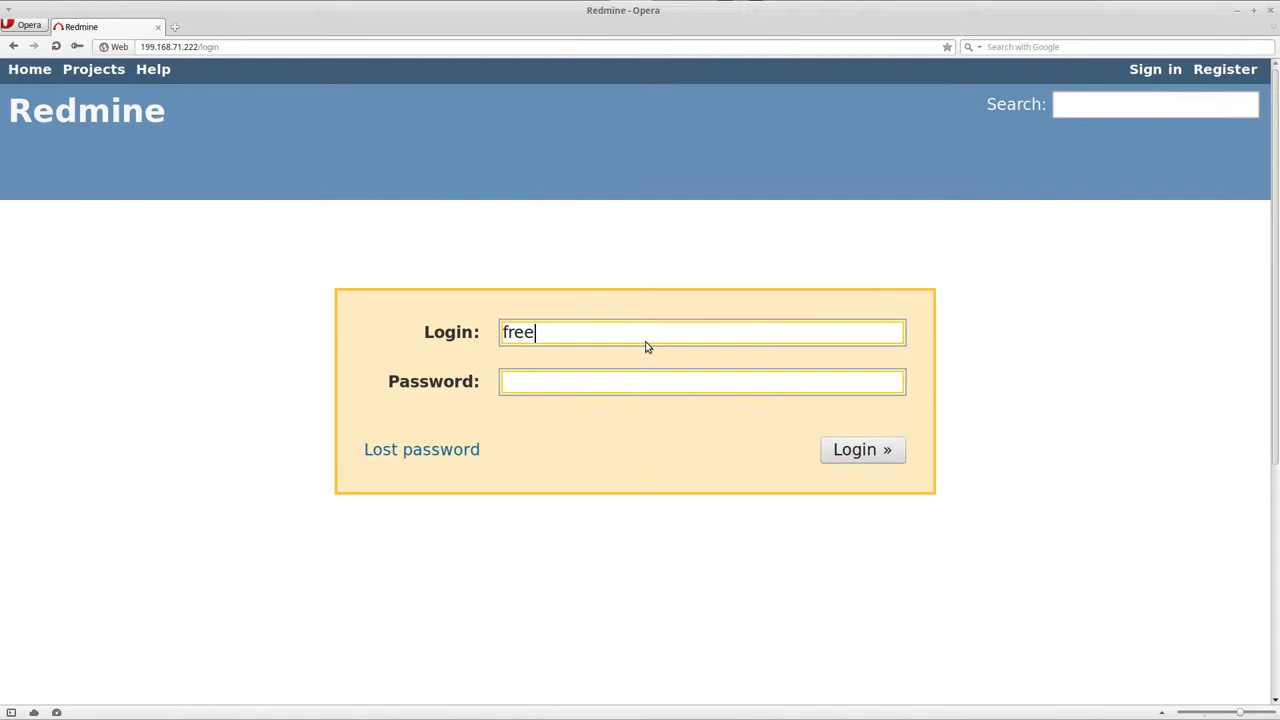 Redmine - Opera
Opera
Redmine
Web
199.168.71.222/login
Search with Google
Home Projects Help
Sign in Register
Redmine
Search:
Login: free
Password:
Lost password
Login »